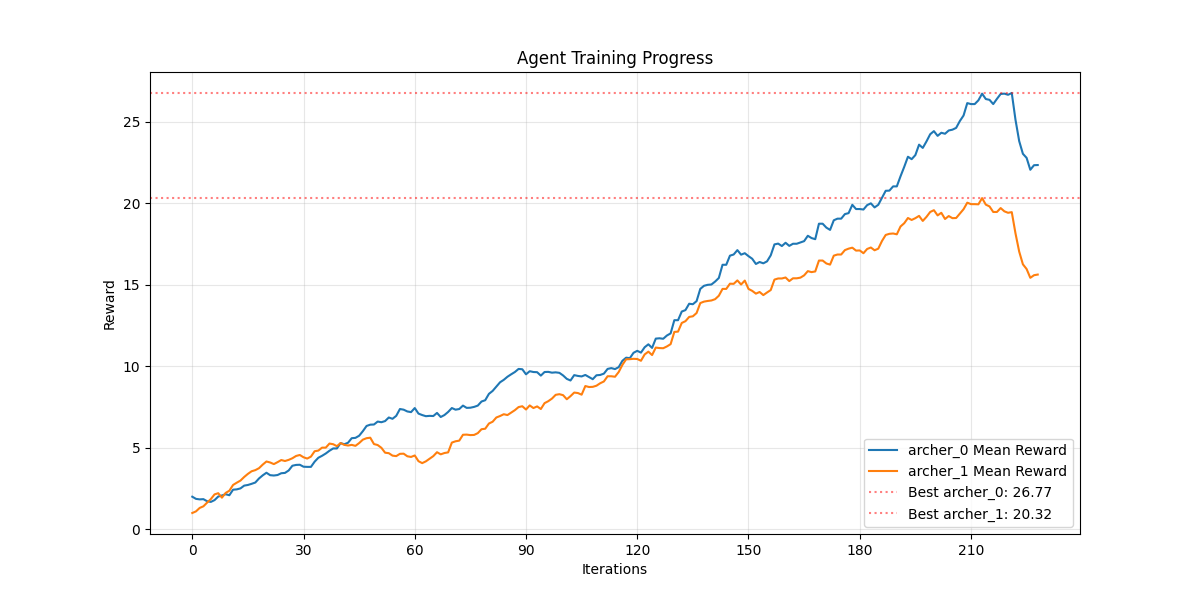 Agent Training Progress
Reward
25
20
15
10
5
0
0 30 60 90 120 150 180 210
Iterations
archer_0 Mean Reward
archer_1 Mean Reward
Best archer_0: 26.77
Best archer_1: 20.32